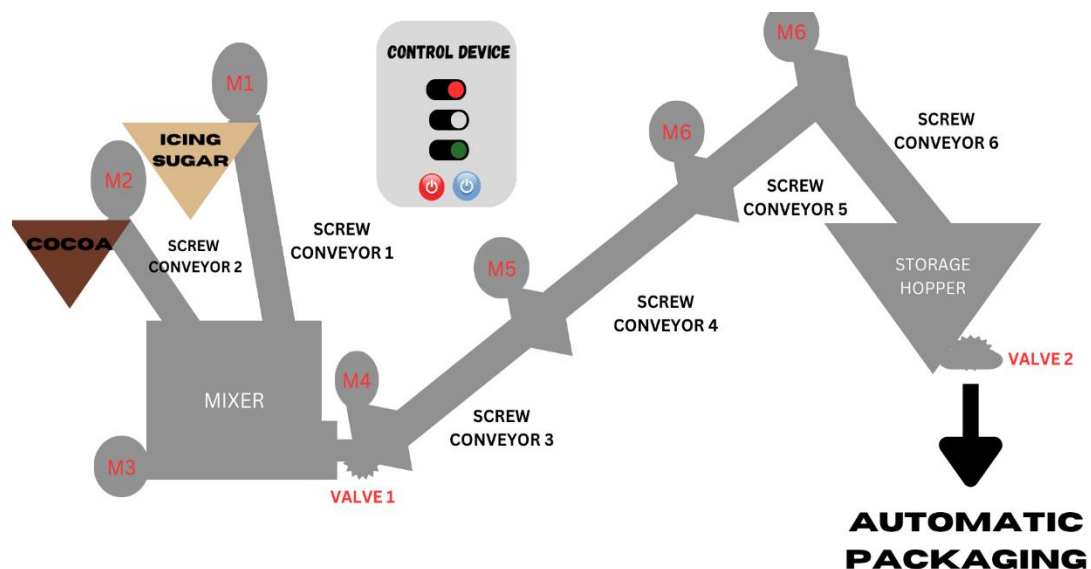 M6
CONTROL DEVICE
M1
M6
ICING
SUGAR
SCREW
CONVEYOR 6
M2
SCREW
CONVEYOR 5
COCOA
SCREW
CONVEYOR 2
SCREW
CONVEYOR 1
M5
STORAGE
HOPPER
SCREW
CONVEYOR 4
VALVE 2
M4
MIXER
SCREW
CONVEYOR 3
M3
VALVE 1
AUTOMATIC
PACKAGING